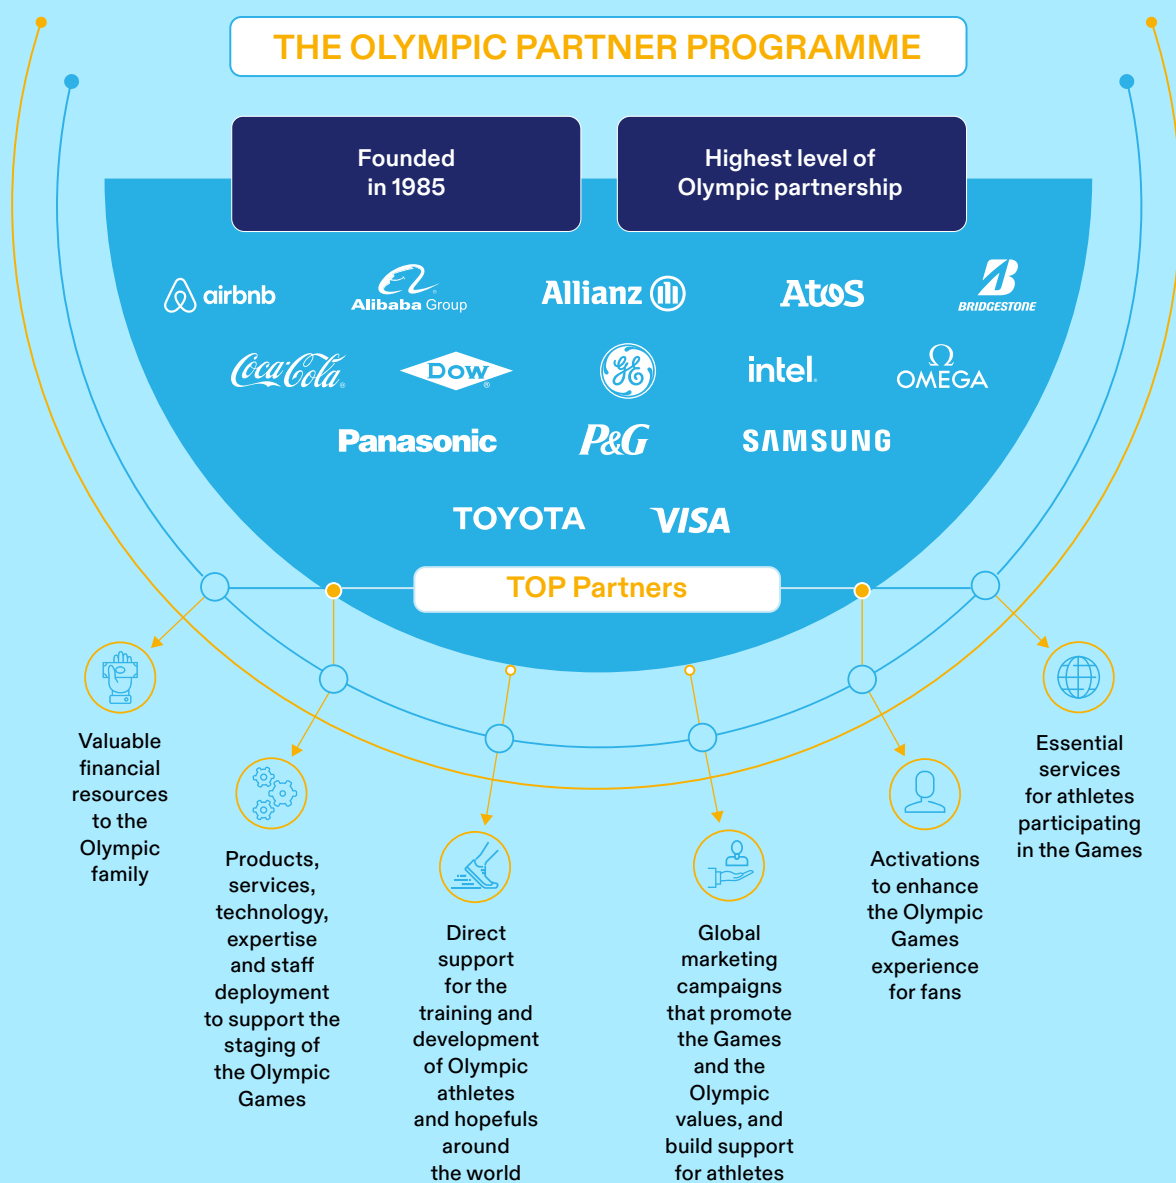 THE OLYMPIC PARTNER PROGRAMME
Founded
in 1985
Highest level of
Olympic partnership
airbnb
Alibaba Group
Allianz
Atos
BRIDGESTONE
Coca-Cola
DOW
GE
intel.
Ω
OMEGA
Panasonic
P&G
SAMSUNG
TOYOTA
VISA
TOP Partners
Valuable
financial
resources
to the
Olympic
family
Products,
services,
technology,
expertise
and staff
deployment
to support the
staging of
the Olympic
Games
Direct
support
for the
training and
development
of Olympic
athletes
and hopefuls
around
the world
Global
marketing
campaigns
that promote
the Games
and the
Olympic
values, and
build support
for athletes
Activations
to enhance
the Olympic
Games
experience
for fans
Essential
services
for athletes
participating
in the Games